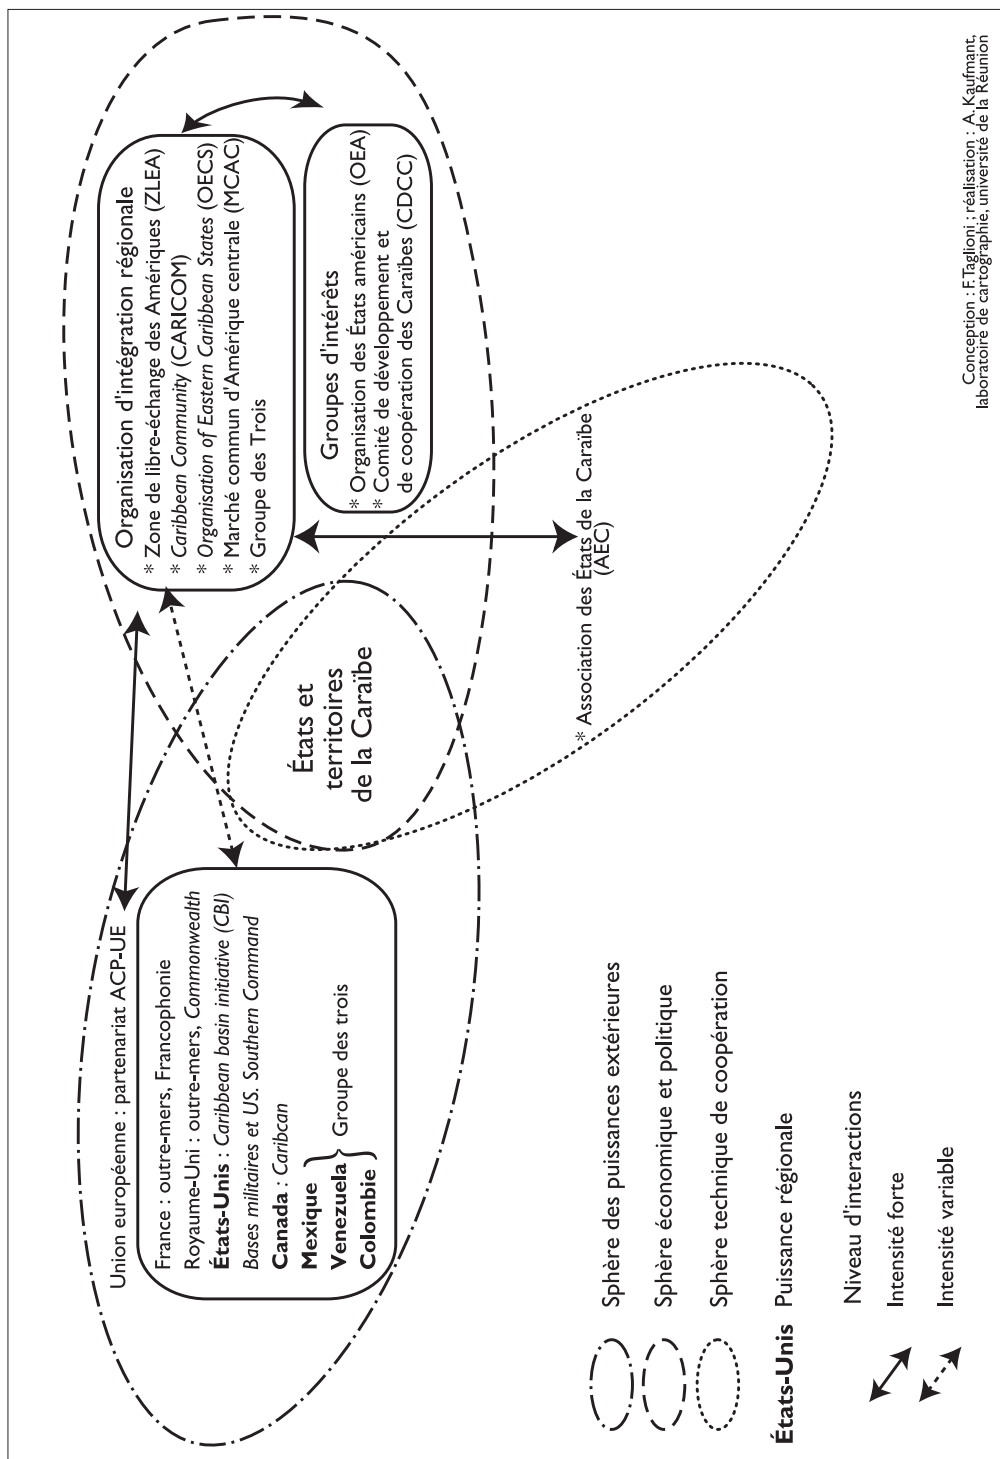 Union européenne : partenariat ACP-UE
France : outre-mers, Francophonie
Royaume-Uni : outre-mers, Commonwealth
États-Unis : Caribbean basin initiative (CBI)
Bases militaires et US. Southern Command
Canada : Caribcan
Mexique
Venezuela
Colombie
Groupe des trois
États et
territoires
de la Caraïbe
Organisation d'intégration régionale
* Zone de libre-échange des Amériques (ZLEA)
* Caribbean Community (CARICOM)
* Organisation of Eastern Caribbean States (OECS)
* Marché commun d'Amérique centrale (MCAC)
* Groupe des Trois
Groupes d'intérêts
* Organisation des États américains (OEA)
* Comité de développement et
de coopération des Caraïbes (CDCC)
* Association des États de la Caraïbe
(AEC)
Sphère des puissances extérieures
Sphère économique et politique
Sphère technique de coopération
États-Unis Puissance régionale
Niveau d'interactions
Intensité forte
Intensité variable
Conception : F. Taglioni ; réalisation : A. Kaufmant,
laboratoire de cartographie, université de la Réunion